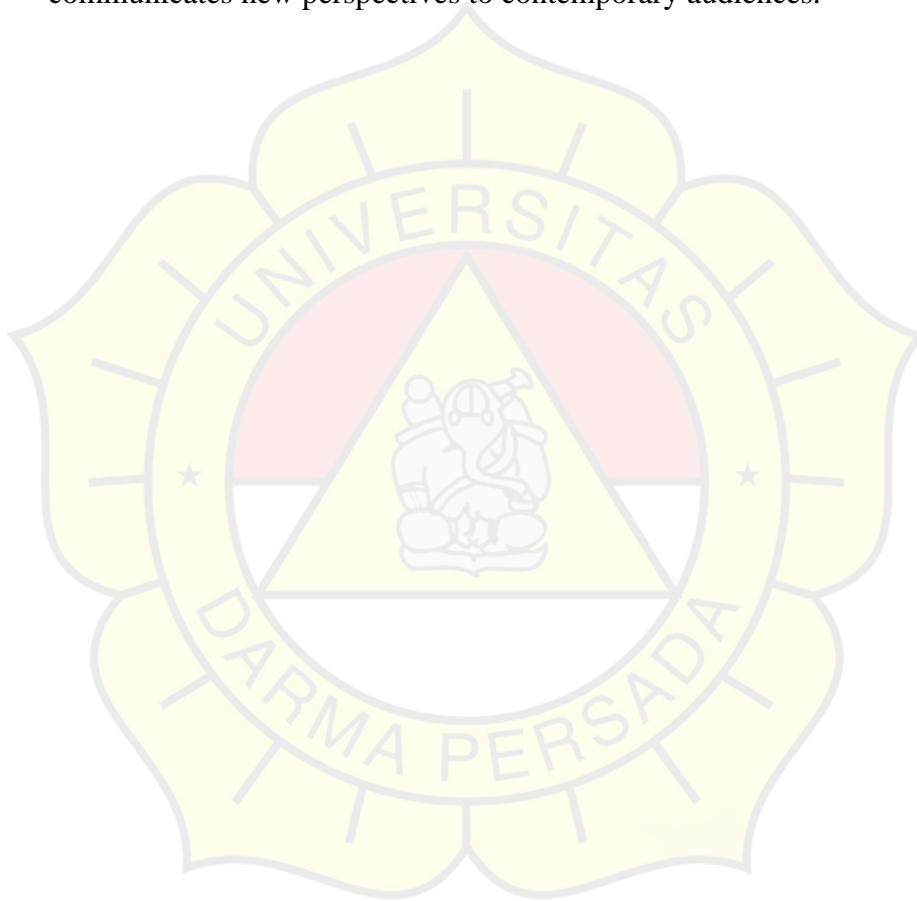 communicates new perspectives to contemporary audiences.
UNIVERSITAS
DARMA PERSADA